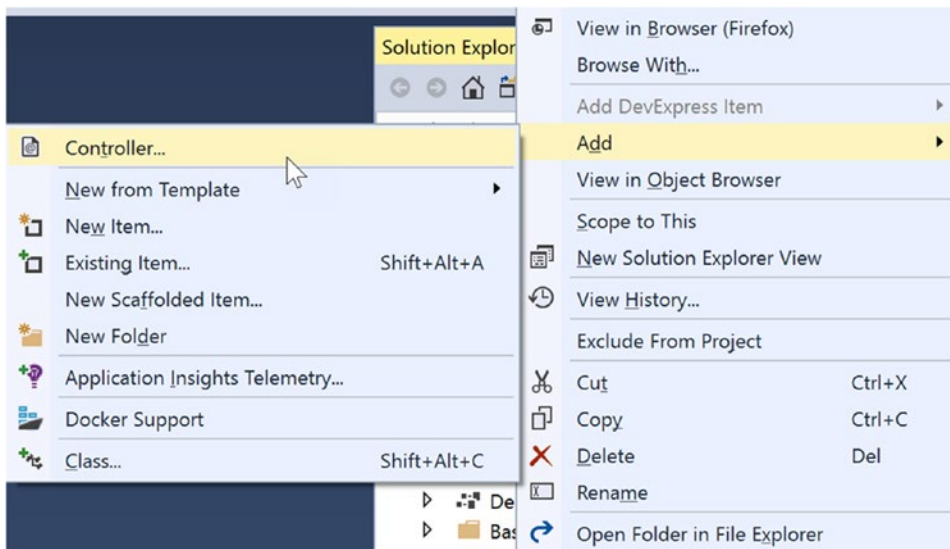 Solution Explor
View in Browser (Firefox)
Browse With...
Add DevExpress Item
Add
View in Object Browser
Scope to This
New Solution Explorer View
View History...
Exclude From Project
Cut Ctrl+X
Copy Ctrl+C
Delete Del
Rename
Open Folder in File Explorer
Controller...
New from Template
New Item...
Existing Item... Shift+Alt+A
New Scaffolded Item...
New Folder
Application Insights Telemetry...
Docker Support
Class... Shift+Alt+C
De
Bas